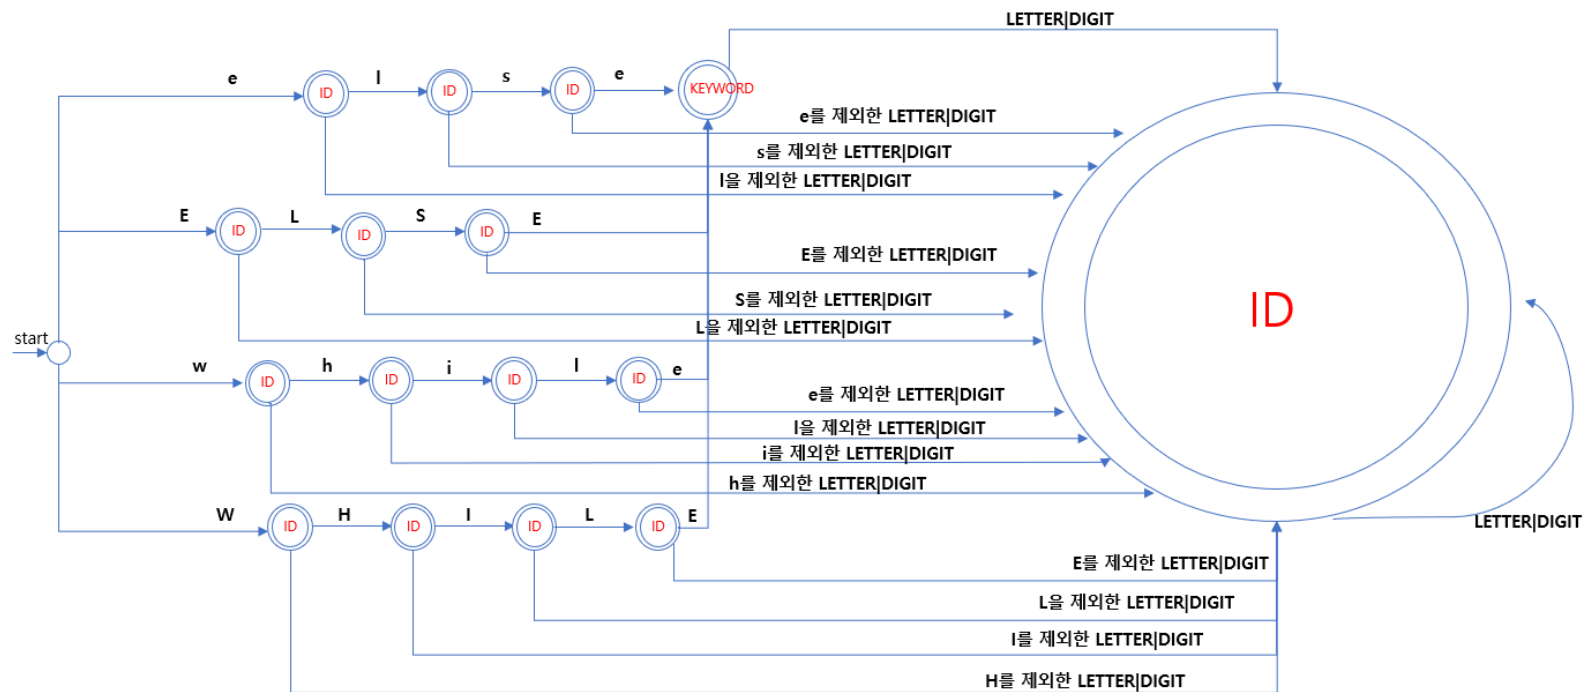 LETTER|DIGIT
e
l
s
e
ID
ID
ID
KEYWORD
e를 제외한 LETTER|DIGIT
s를 제외한 LETTER|DIGIT
l을 제외한 LETTER|DIGIT
E
L
S
E
ID
ID
ID
E를 제외한 LETTER|DIGIT
S를 제외한 LETTER|DIGIT
L을 제외한 LETTER|DIGIT
ID
start
w
h
i
l
e
ID
ID
ID
ID
e를 제외한 LETTER|DIGIT
l을 제외한 LETTER|DIGIT
i를 제외한 LETTER|DIGIT
h를 제외한 LETTER|DIGIT
W
H
I
L
E
ID
ID
ID
ID
LETTER|DIGIT
E를 제외한 LETTER|DIGIT
L을 제외한 LETTER|DIGIT
I를 제외한 LETTER|DIGIT
H를 제외한 LETTER|DIGIT